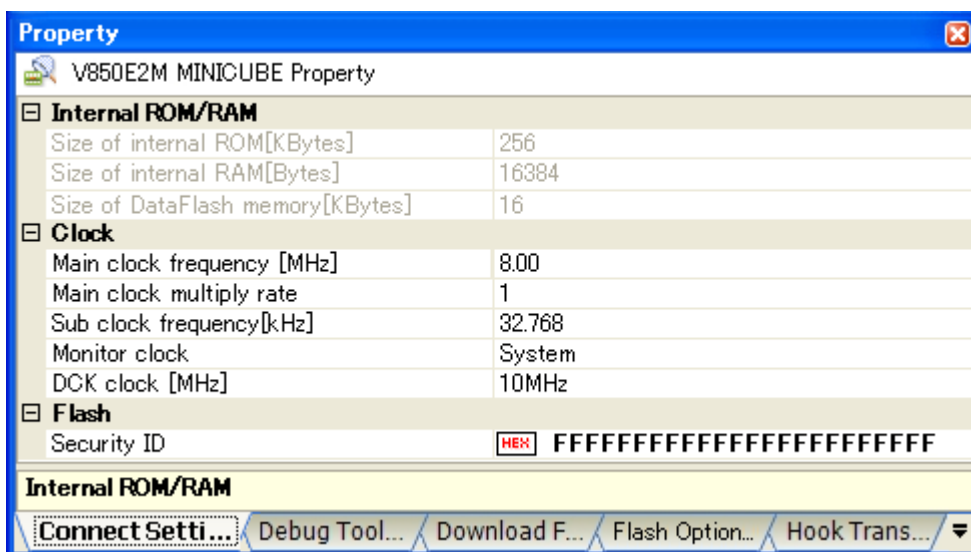 Property
V850E2M MINICUBE Property
Internal ROM/RAM
Size of internal ROM[KBytes] 256
Size of internal RAM[Bytes] 16384
Size of DataFlash memory[KBytes] 16
Clock
Main clock frequency [MHz] 8.00
Main clock multiply rate 1
Sub clock frequency[kHz] 32.768
Monitor clock System
DCK clock [MHz] 10MHz
Flash
Security ID HEX FFFFFFFFFFFFFFFFFFFFFFFF
Internal ROM/RAM
Connect Setti... Debug Tool... Download F... Flash Option... Hook Trans...